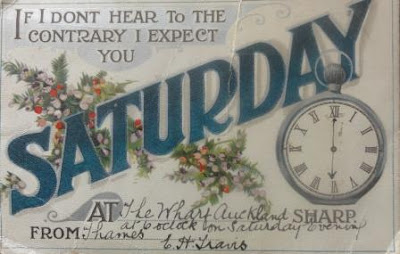 IF I DONT HEAR TO THE
CONTRARY I EXPECT
YOU
SATURDAY
AT The Wharf Auckland SHARP
at 6 oclock on Saturday Evening
FROM Thames
E H Travis